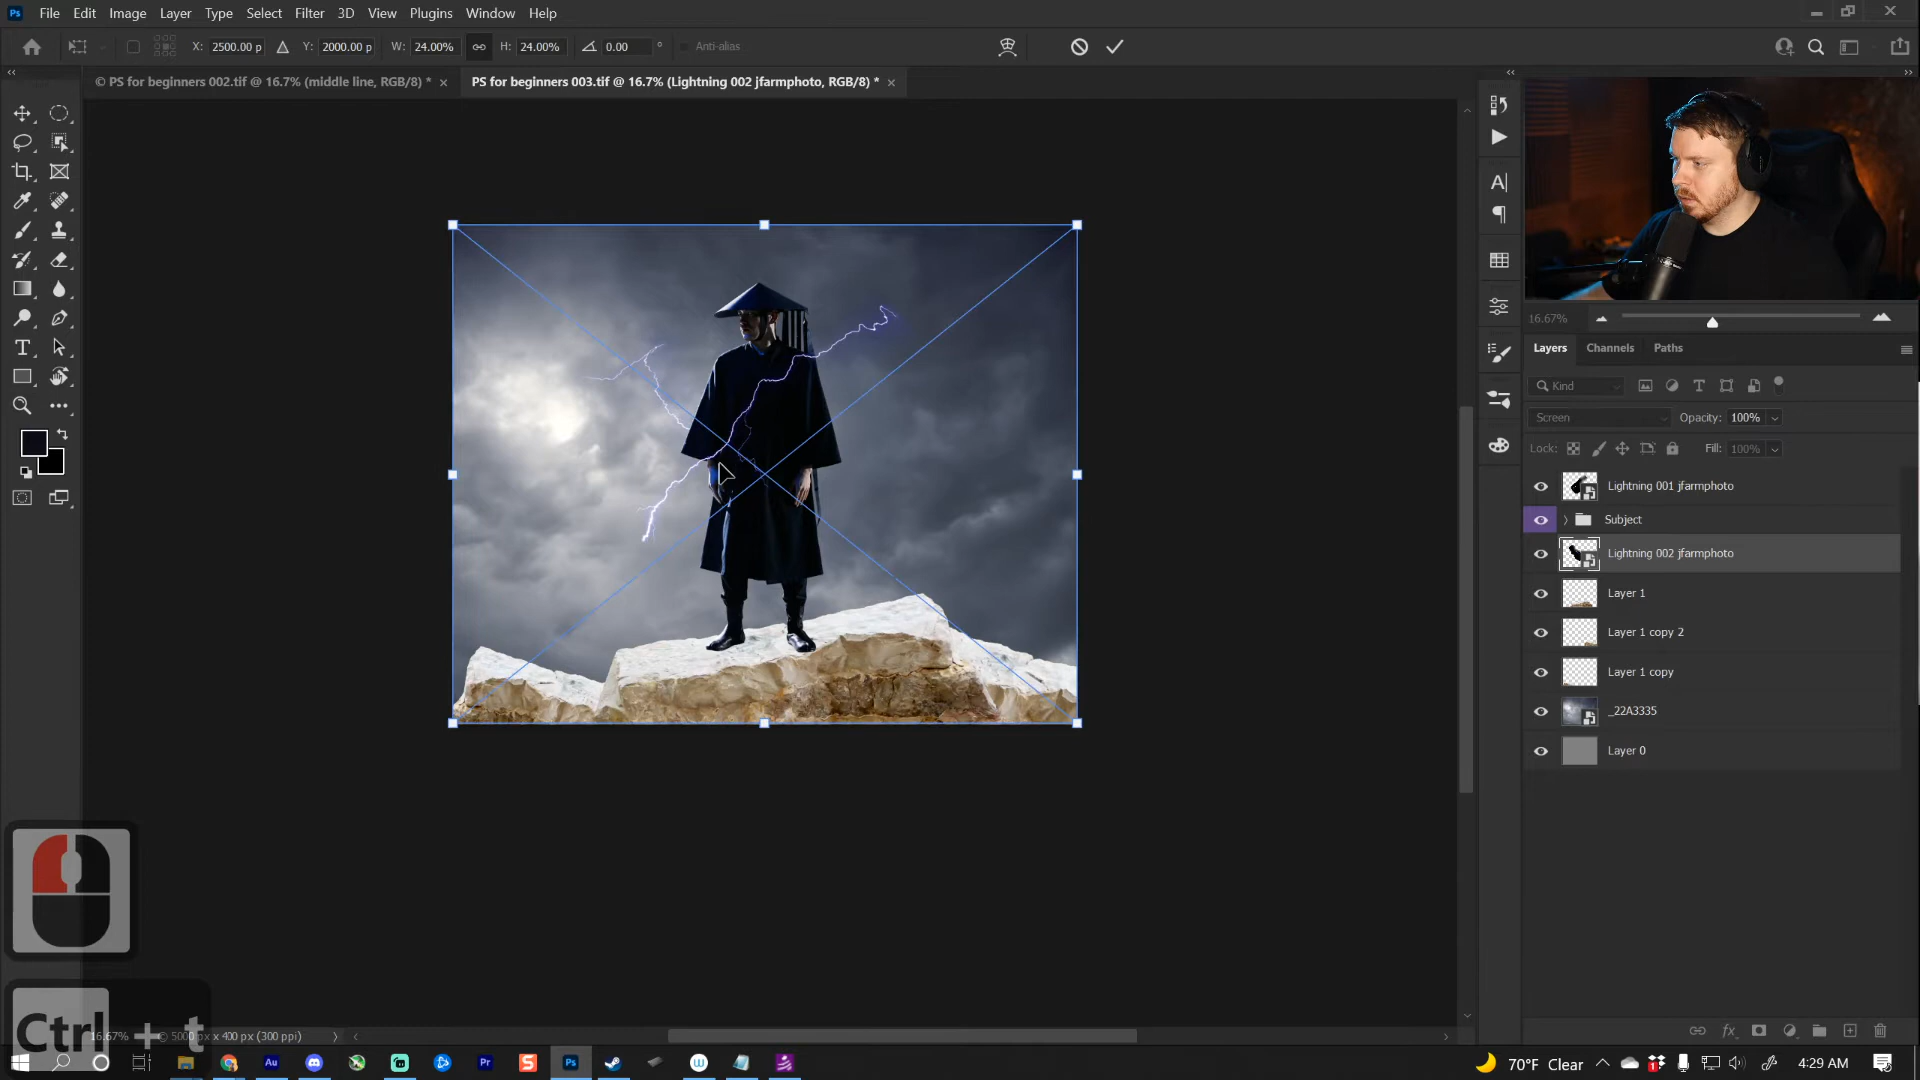 Ps File Edit Image Layer Type Select Filter 3D View Plugins Window Help
X: 2500.00 p Y: 2000.00 p W: 24.00% H: 24.00% 0.00 ° Anti-alias
© PS for beginners 002.tif @ 16.7% (middle line, RGB/8) * × PS for beginners 003.tif @ 16.7% (Lightning 002 jfarmphoto, RGB/8) * ×
16.67%
Layers Channels Paths
Kind
Screen Opacity: 100%
Lock: Fill: 100%
Lightning 001 jfarmphoto
Subject
Lightning 002 jfarmphoto
Layer 1
Layer 1 copy 2
Layer 1 copy
_22A3335
Layer 0
Ctrl + t
16.67% © 5000 px x 400 px (300 ppi)
Au Pr S Ps 70°F Clear 4:29 AM